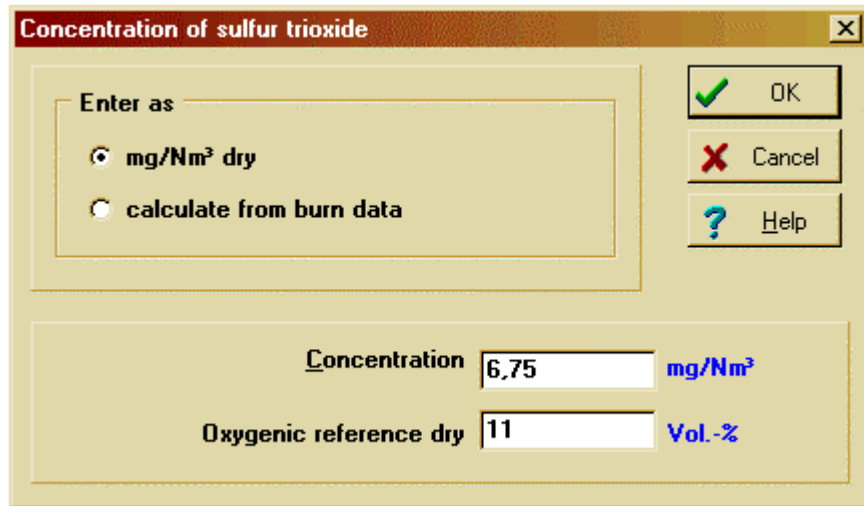 Concentration of sulfur trioxide
Enter as
mg/Nm³ dry
calculate from burn data
OK
Cancel
Help
Concentration 6,75 mg/Nm³
Oxygenic reference dry 11 Vol.-%